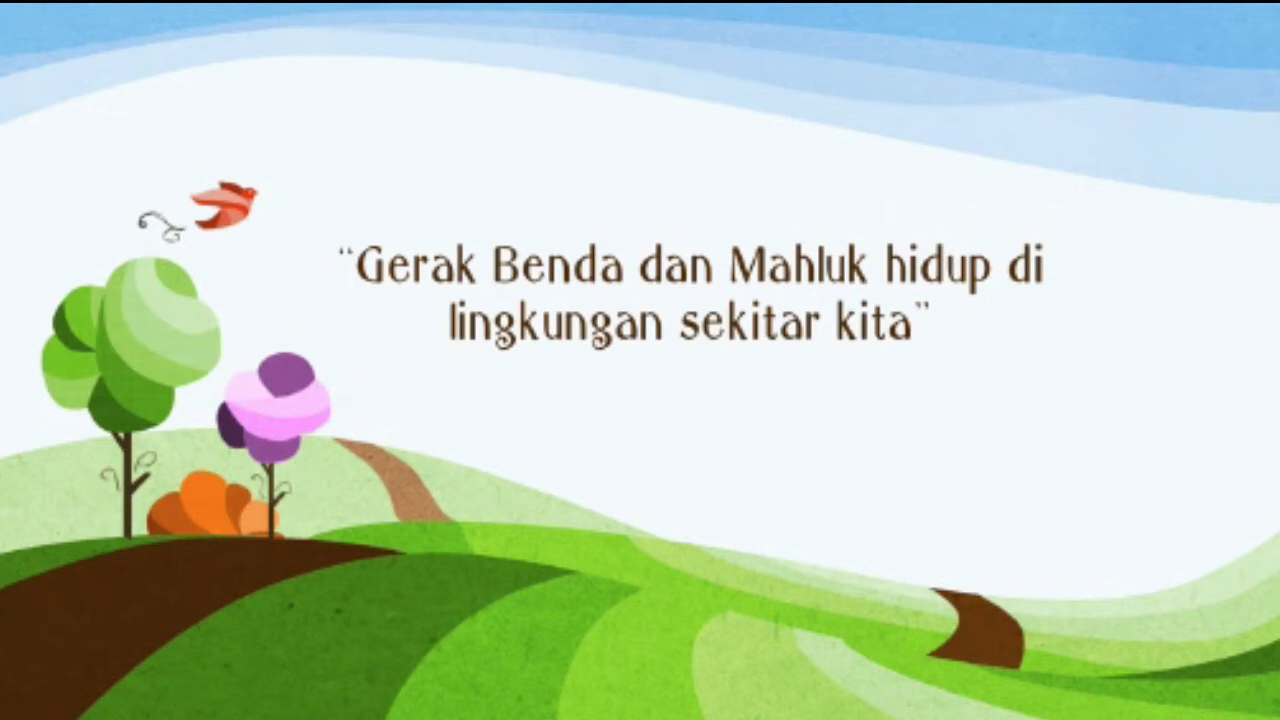 “Gerak Benda dan Mahluk hidup di
lingkungan sekitar kita”